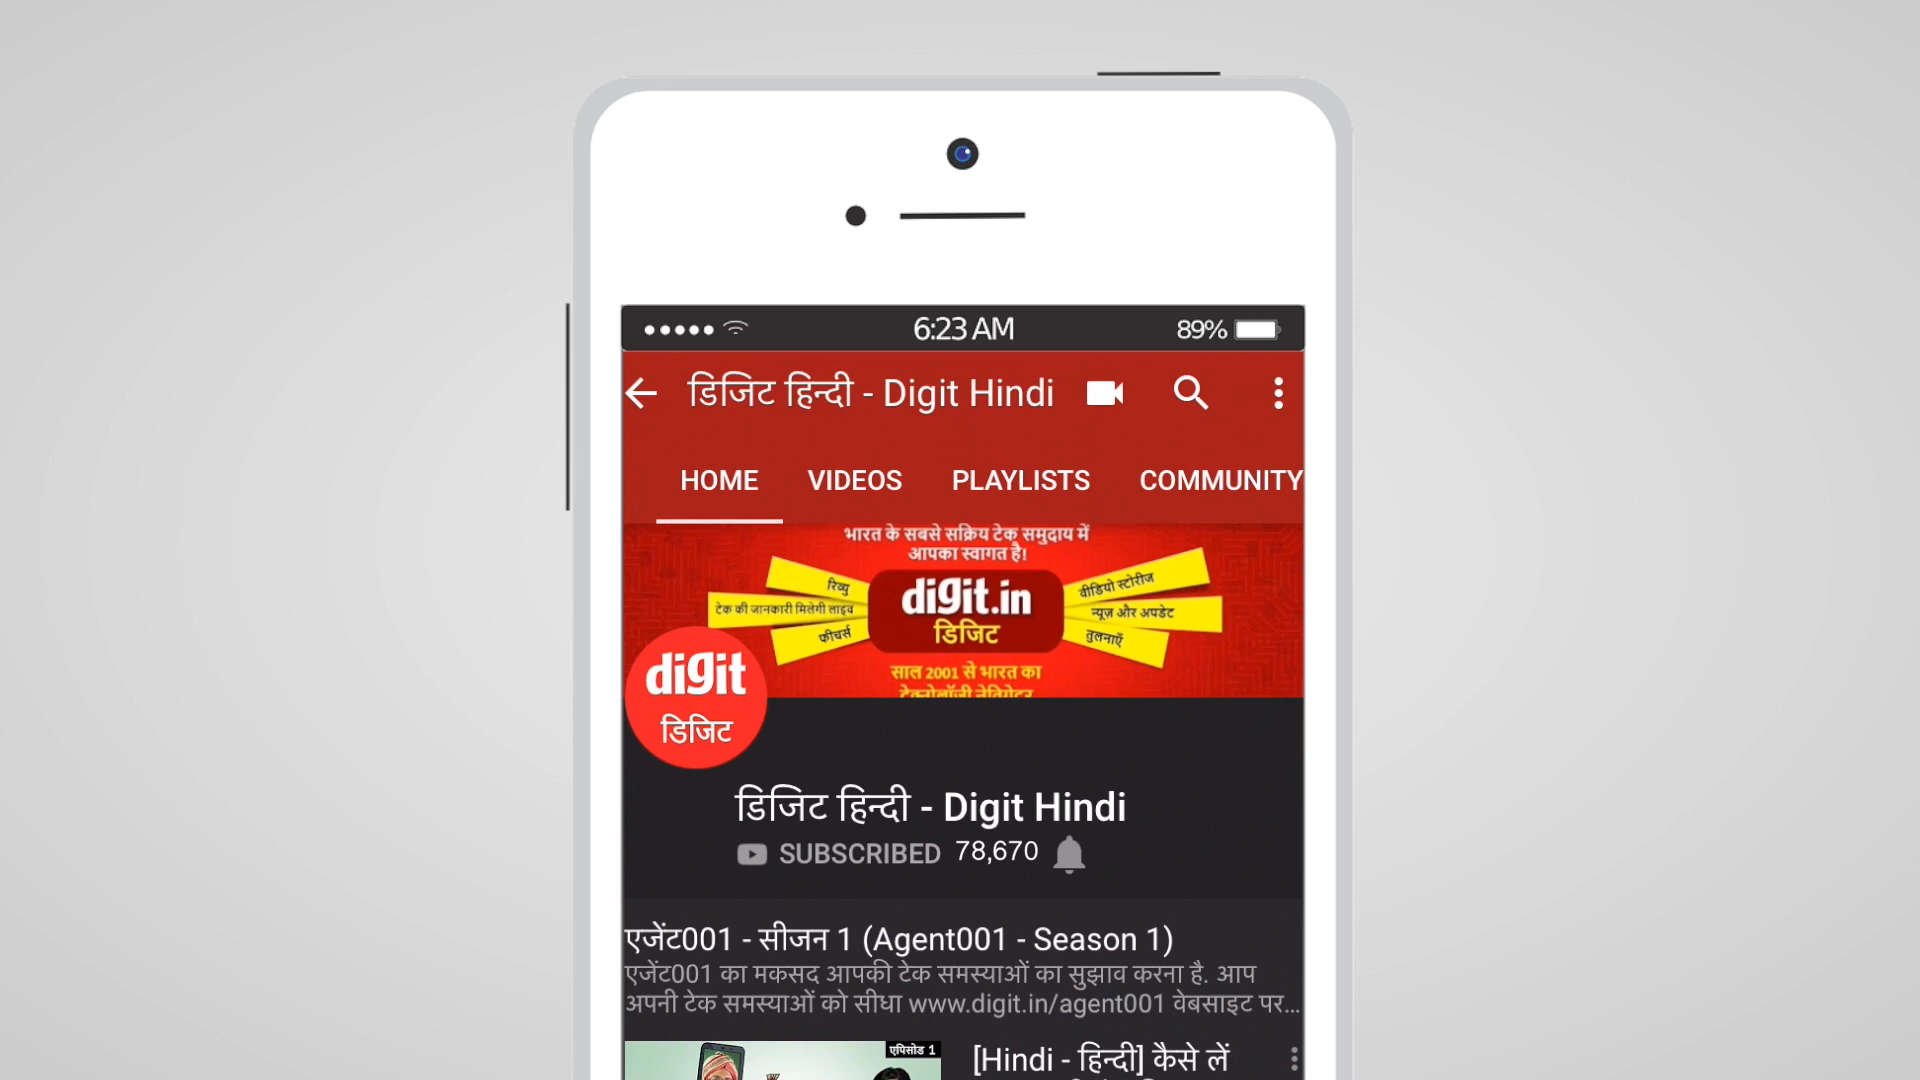 6:23 AM 89%
डिजिट हिन्दी - Digit Hindi
HOME VIDEOS PLAYLISTS COMMUNITY
भारत के सबसे सक्रिय टेक समुदाय में
आपका स्वागत है!
रिव्यु
टेक की जानकारी मिलेगी लाइव
फीचर्स
digit.in
डिजिट
वीडियो स्टोरीज
न्यूज़ और अपडेट
तुलनाएँ
साल 2001 से भारत का
टेक्नोलॉजी नेविगेटर
digit
डिजिट
डिजिट हिन्दी - Digit Hindi
SUBSCRIBED 78,670
एजेंट001 - सीजन 1 (Agent001 - Season 1)
एजेंट001 का मकसद आपकी टेक समस्याओं का सुझाव करना है. आप
अपनी टेक समस्याओं को सीधा www.digit.in/agent001 वेबसाइट पर...
एपिसोड 1
[Hindi - हिन्दी] कैसे लें